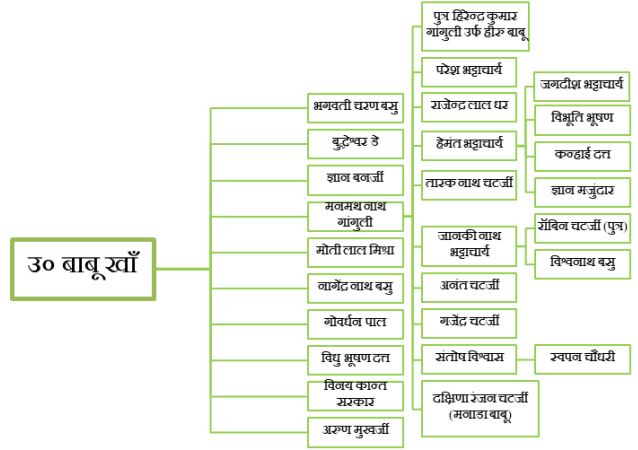 उ० बाबू खाँ
भगवती चरण बसु
बुद्धेश्वर डे
ज्ञान बनर्जी
मनमथ नाथ
गांगुली
मोती लाल मिश्रा
नागेंद्र नाथ बसु
गोवर्धन पाल
विधु भूषण दत्त
विनय कान्त
सरकार
अरुण मुखर्जी
पुत्र हिरेन्द्र कुमार
गांगुली उर्फ हीरु बाबू
परेश भट्टाचार्य
राजेन्द्र लाल धर
हेमंत भट्टाचार्य
तारक नाथ चटर्जी
जानकी नाथ
भट्टाचार्य
अनंत चटर्जी
गजेंद्र चटर्जी
संतोष विश्वास
दक्षिणा रंजन चटर्जी
(मनाडा बाबू)
जगदीश भट्टाचार्य
विभूति भूषण
कन्हाई दत्त
ज्ञान मजुंदार
रॉबिन चटर्जी (पुत्र)
विश्वनाथ बसु
स्वपन चौधरी